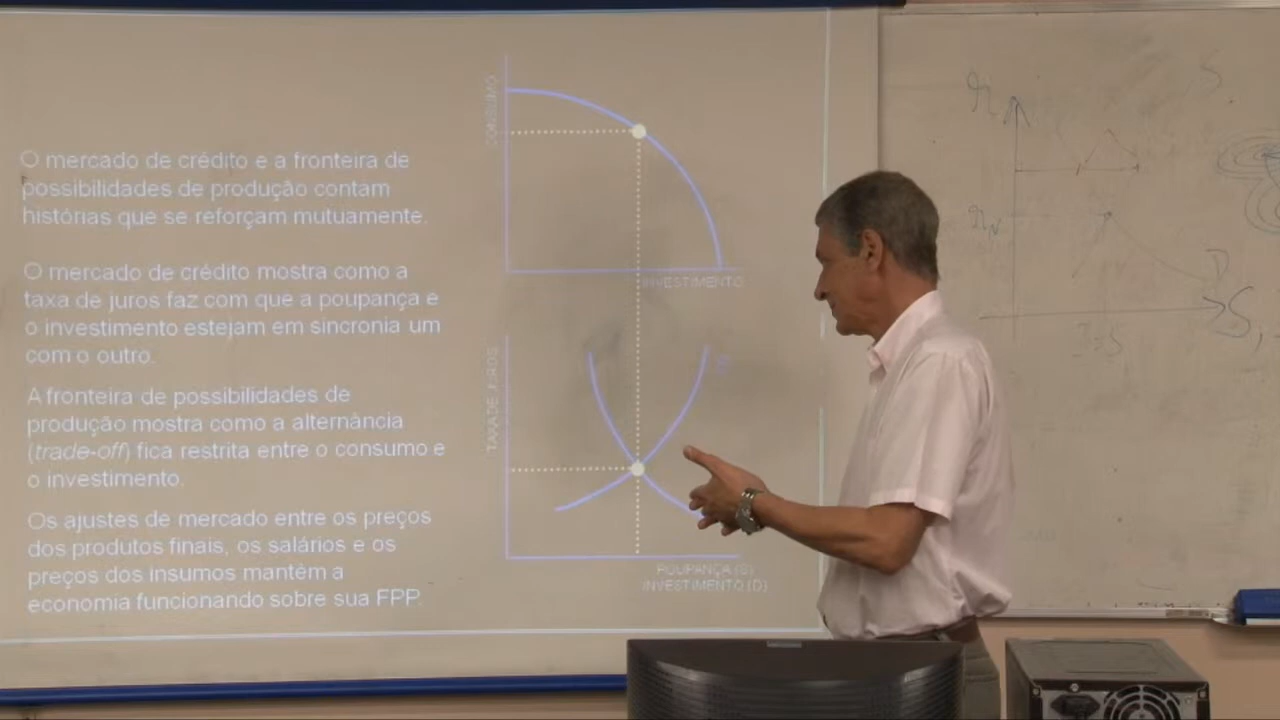 O mercado de crédito e a fronteira de
possibilidades de produção contam
histórias que se reforçam mutuamente.
O mercado de crédito mostra como a
taxa de juros faz com que a poupança e
o investimento estejam em sincronia um
com o outro.
A fronteira de possibilidades de
produção mostra como a alternância
(trade-off) fica restrita entre o consumo e
o investimento.
Os ajustes de mercado entre os preços
dos produtos finais, os salários e os
preços dos insumos mantém a
economia funcionando sobre sua FPP.
CONSUMO
INVESTIMENTO
TAXA DE JUROS
S
POUPANÇA (S)
INVESTIMENTO (D)
S
D
S,